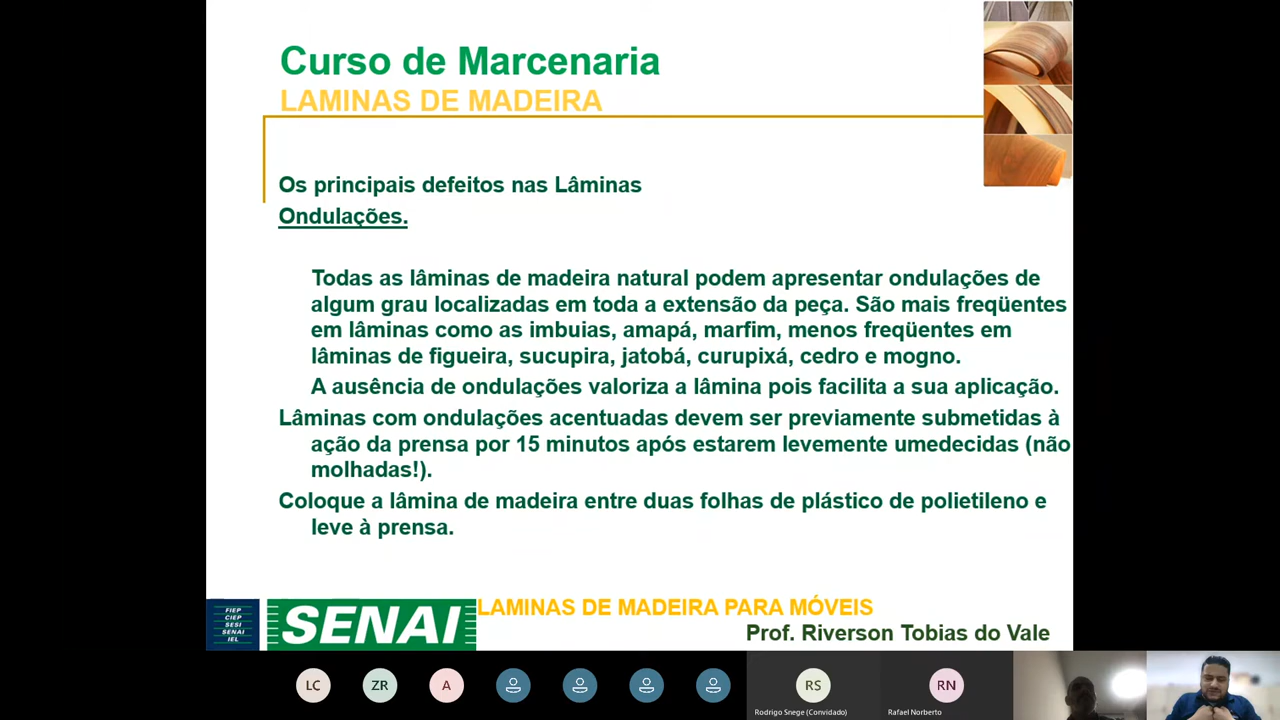 Curso de Marcenaria
LAMINAS DE MADEIRA
Os principais defeitos nas Lâminas
Ondulações.
Todas as lâminas de madeira natural podem apresentar ondulações de
algum grau localizadas em toda a extensão da peça. São mais freqüentes
em lâminas como as imbuias, amapá, marfim, menos freqüentes em
lâminas de figueira, sucupira, jatobá, curupixá, cedro e mogno.
A ausência de ondulações valoriza a lâmina pois facilita a sua aplicação.
Lâminas com ondulações acentuadas devem ser previamente submetidas à
ação da prensa por 15 minutos após estarem levemente umedecidas (não
molhadas!).
Coloque a lâmina de madeira entre duas folhas de plástico de polietileno e
leve à prensa.
FIEP
CIEP
SESI
SENAI
IEL
SENAI
LAMINAS DE MADEIRA PARA MÓVEIS
Prof. Riverson Tobias do Vale
LC
ZR
A
RS
RN
Rodrigo Snege (Convidado)
Rafael Norberto